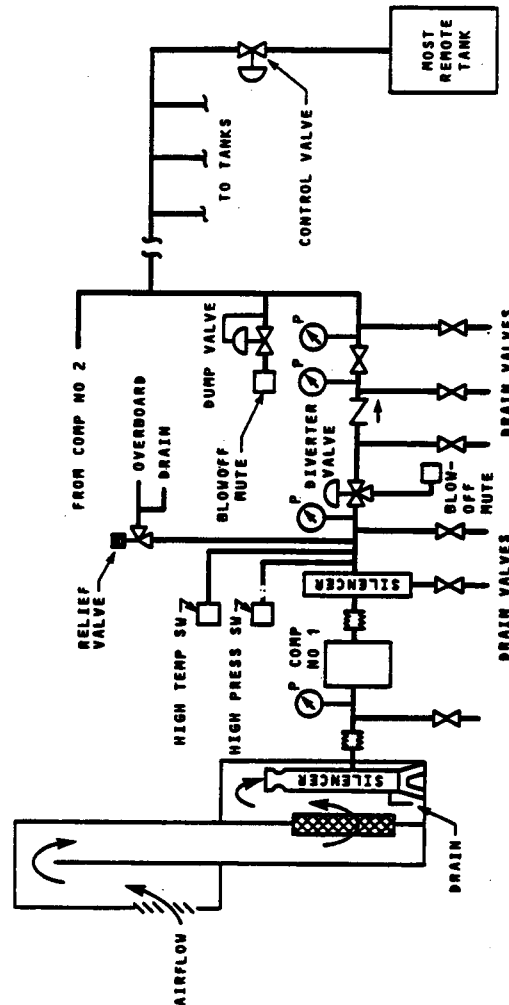 AIRFLOW
DRAIN
SILENCER
P
COMP
NO 1
HIGH TEMP SW
HIGH PRESS SW
RELIEF
VALVE
OVERBOARD
DRAIN
SILENCER
DRAIN VALVES
P
DIVERTER
VALVE
BLOW-
OFF
MUTE
BLOWOFF
MUTE
DUMP VALVE
P
P
DRAIN VALVES
FROM COMP NO 2
TO TANKS
CONTROL VALVE
MOST
REMOTE
TANK